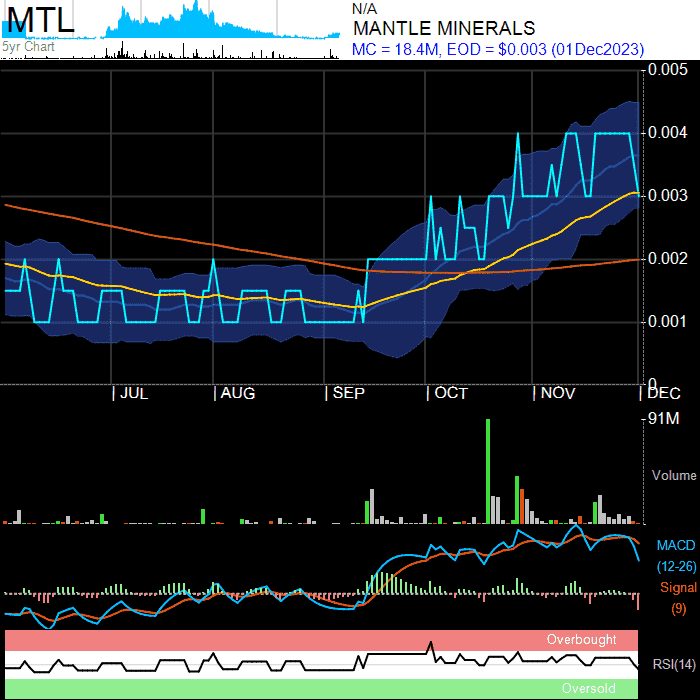 MTL
5yr Chart
N/A
MANTLE MINERALS
MC = 18.4M, EOD = $0.003 (01Dec2023)
0.005
0.004
0.003
0.002
0.001
0
JUL
AUG
SEP
OCT
NOV
DEC
91M
Volume
MACD
(12-26)
Signal
(9)
Overbought
RSI(14)
Oversold